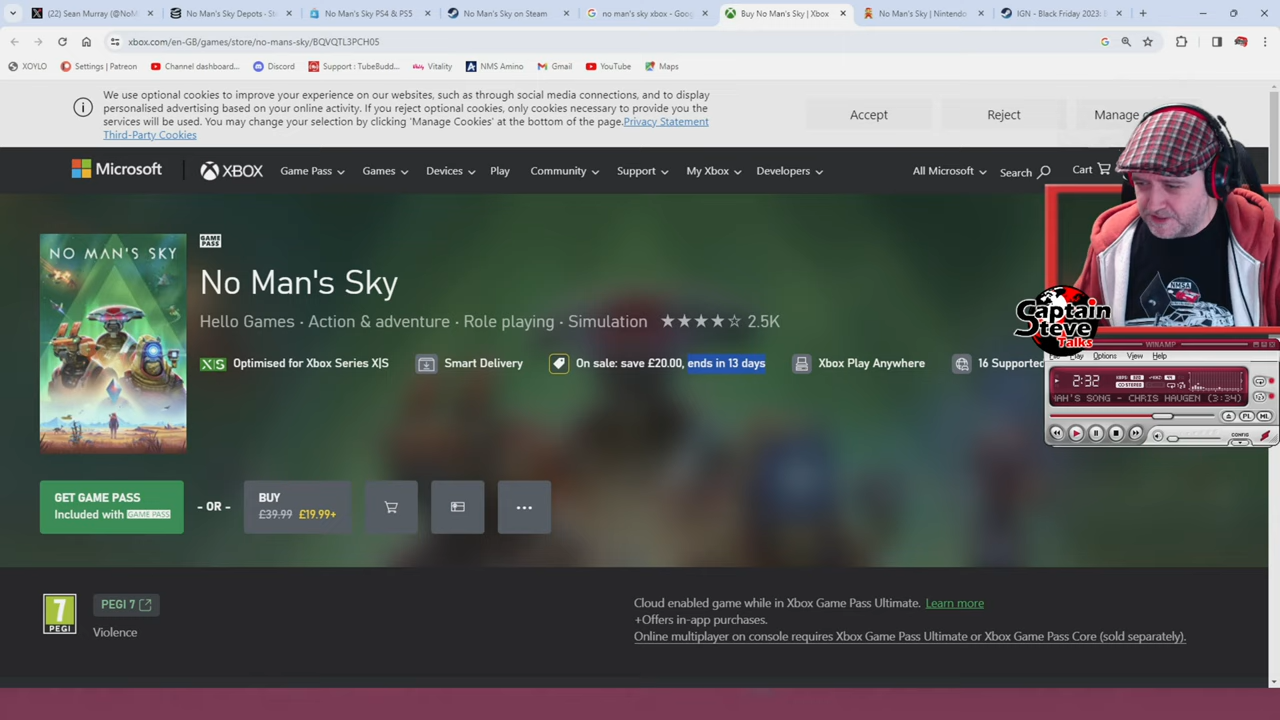 (22) Sean Murray (@NoM
No Man's Sky Depots · St
No Man's Sky PS4 & PS5
No Man's Sky on Steam
no man's sky xbox - Goo
Buy No Man's Sky | Xbox
No Man's Sky | Nintendo
IGN - Black Friday 2023:
xbox.com/en-GB/games/store/no-mans-sky/BQVQTL3PCH05
XOYLO
Settings | Patreon
Channel dashboard...
Discord
Support : TubeBudd...
Vitality
NMS Amino
Gmail
YouTube
Maps
We use optional cookies to improve your experience on our websites, such as through social media connections, and to display
personalised advertising based on your online activity. If you reject optional cookies, only cookies necessary to provide you the
services will be used. You may change your selection by clicking 'Manage Cookies' at the bottom of the page. Privacy Statement
Third-Party Cookies
Accept
Reject
Manage
Microsoft
XBOX
Game Pass
Games
Devices
Play
Community
Support
My Xbox
Developers
All Microsoft
Search
Cart
NO MAN'S SKY
GAME PASS
No Man's Sky
Hello Games · Action & adventure · Role playing · Simulation ★★★★☆ 2.5K
X|S Optimised for Xbox Series X|S
Smart Delivery
On sale: save £20.00, ends in 13 days
Xbox Play Anywhere
16 Supported
GET GAME PASS
Included with GAME PASS
- OR -
BUY
£39.99 £19.99+
...
7
PEGI
PEGI 7
Violence
Cloud enabled game while in Xbox Game Pass Ultimate. Learn more
+Offers in-app purchases.
Online multiplayer on console requires Xbox Game Pass Ultimate or Xbox Game Pass Core (sold separately).
NMSA
Captain
Steve
Talks
WINAMP
Play Options View Help
2:32
STEREO
AH'S SONG - CHRIS HAUGEN (3:34)
PL
ML
CONFIG